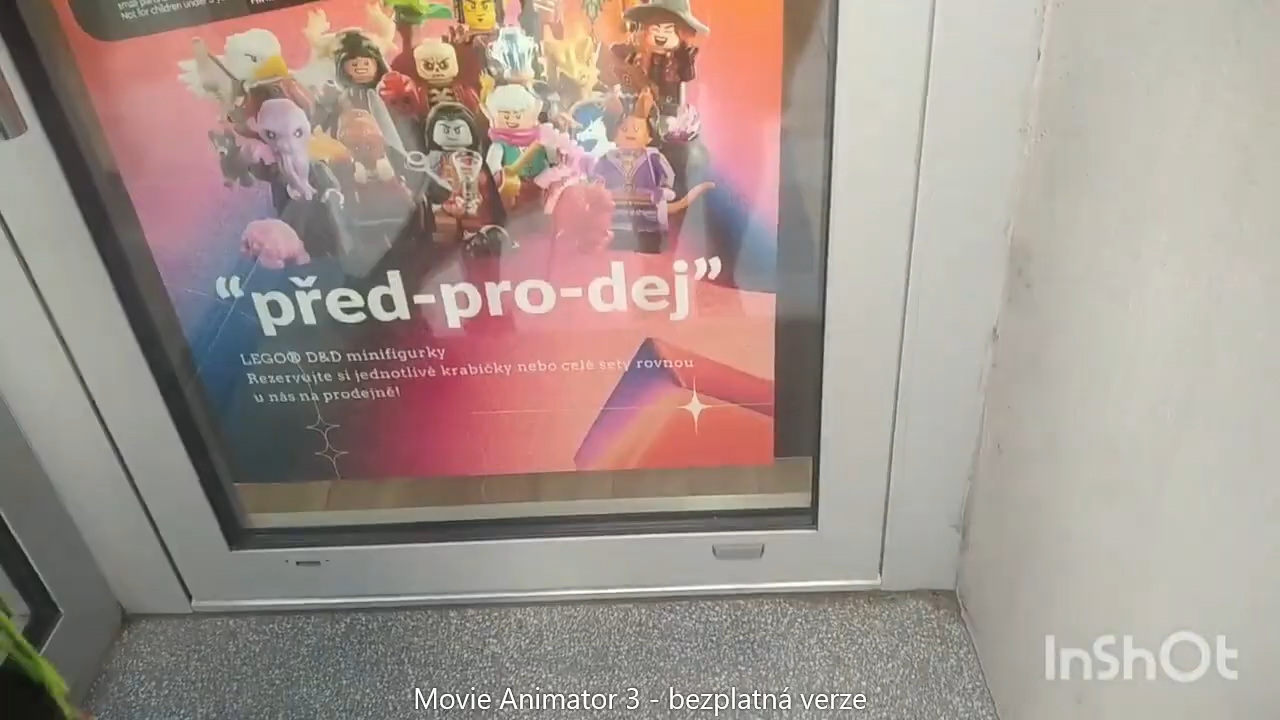 Not for children under 3
“před-pro-dej”
LEGO® D&D minifigurky
Rezervujte si jednotlivé krabičky nebo celé sety rovnou
u nás na prodejně!
InShOt
Movie Animator 3 - bezplatná verze